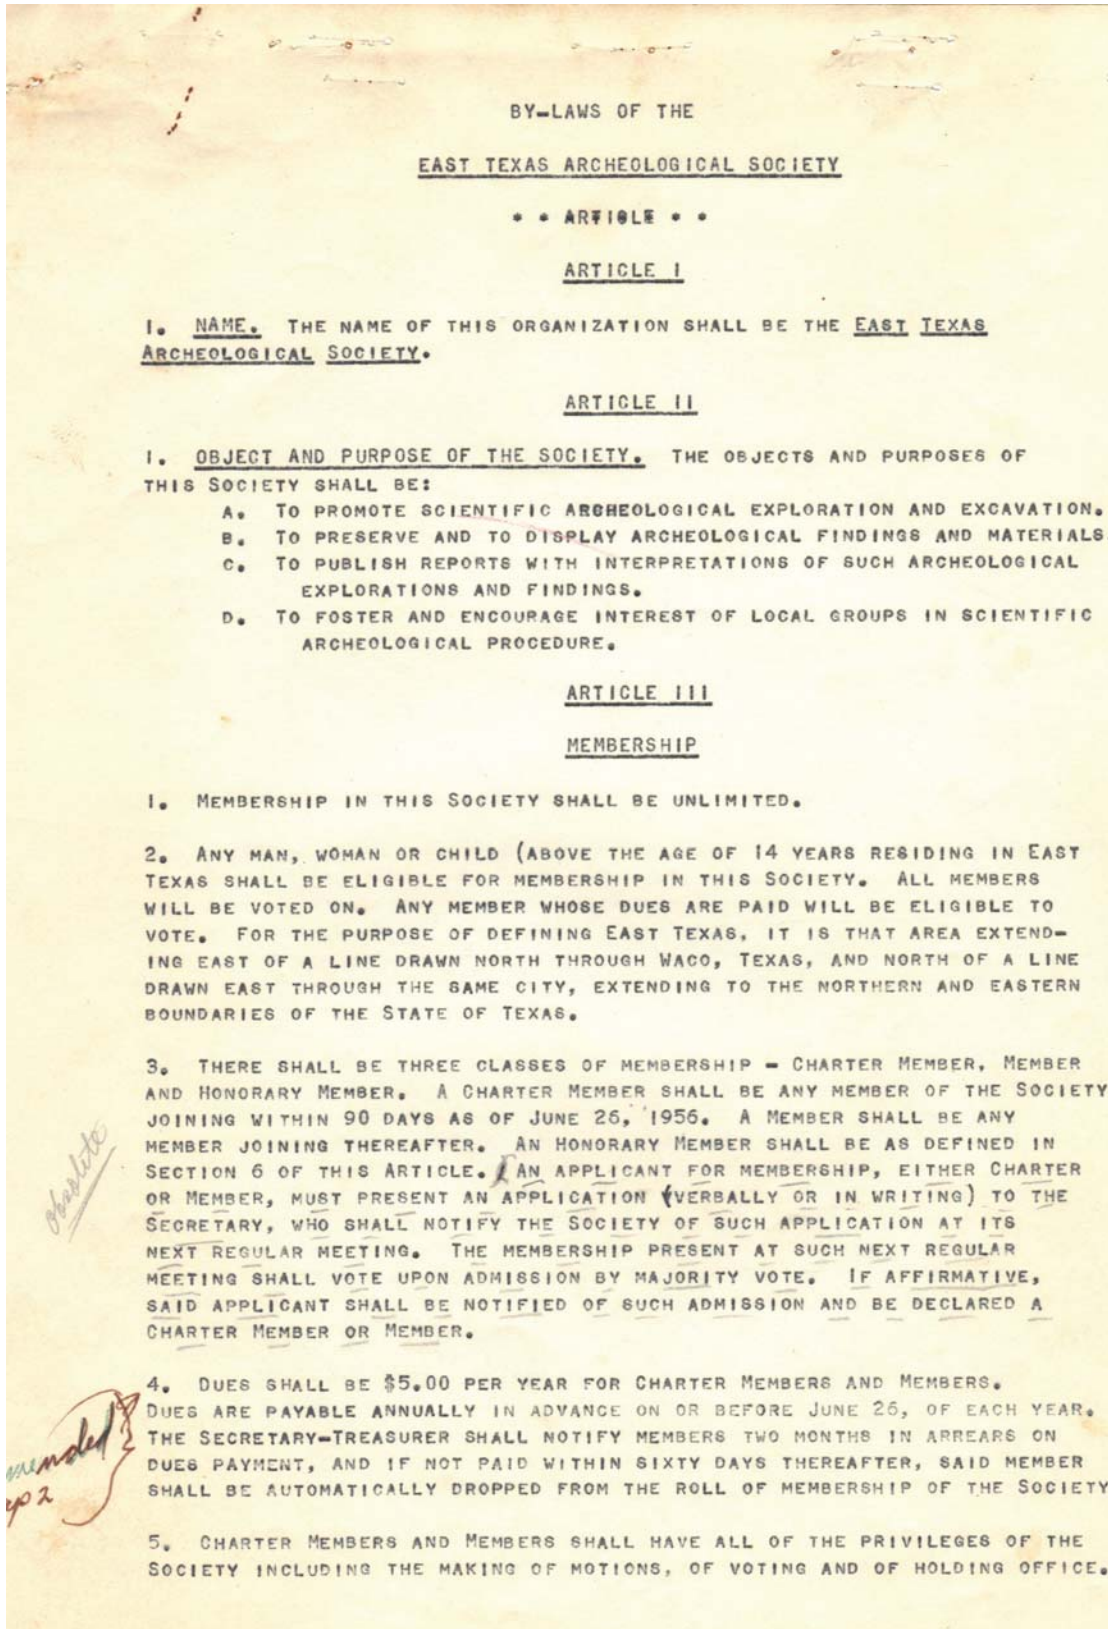 BY-LAWS OF THE
EAST TEXAS ARCHEOLOGICAL SOCIETY
* * ARTICLE * *
ARTICLE I
1. NAME. THE NAME OF THIS ORGANIZATION SHALL BE THE EAST TEXAS
ARCHEOLOGICAL SOCIETY.
ARTICLE II
1. OBJECT AND PURPOSE OF THE SOCIETY. THE OBJECTS AND PURPOSES OF
THIS SOCIETY SHALL BE:
A. TO PROMOTE SCIENTIFIC ARCHEOLOGICAL EXPLORATION AND EXCAVATION.
B. TO PRESERVE AND TO DISPLAY ARCHEOLOGICAL FINDINGS AND MATERIALS
C. TO PUBLISH REPORTS WITH INTERPRETATIONS OF SUCH ARCHEOLOGICAL
EXPLORATIONS AND FINDINGS.
D. TO FOSTER AND ENCOURAGE INTEREST OF LOCAL GROUPS IN SCIENTIFIC
ARCHEOLOGICAL PROCEDURE.
ARTICLE III
MEMBERSHIP
1. MEMBERSHIP IN THIS SOCIETY SHALL BE UNLIMITED.
2. ANY MAN, WOMAN OR CHILD (ABOVE THE AGE OF 14 YEARS RESIDING IN EAST
TEXAS SHALL BE ELIGIBLE FOR MEMBERSHIP IN THIS SOCIETY. ALL MEMBERS
WILL BE VOTED ON. ANY MEMBER WHOSE DUES ARE PAID WILL BE ELIGIBLE TO
VOTE. FOR THE PURPOSE OF DEFINING EAST TEXAS, IT IS THAT AREA EXTEND-
ING EAST OF A LINE DRAWN NORTH THROUGH WACO, TEXAS, AND NORTH OF A LINE
DRAWN EAST THROUGH THE SAME CITY, EXTENDING TO THE NORTHERN AND EASTERN
BOUNDARIES OF THE STATE OF TEXAS.
3. THERE SHALL BE THREE CLASSES OF MEMBERSHIP - CHARTER MEMBER, MEMBER
AND HONORARY MEMBER. A CHARTER MEMBER SHALL BE ANY MEMBER OF THE SOCIETY
JOINING WITHIN 90 DAYS AS OF JUNE 26, 1956. A MEMBER SHALL BE ANY
MEMBER JOINING THEREAFTER. AN HONORARY MEMBER SHALL BE AS DEFINED IN
SECTION 6 OF THIS ARTICLE. [AN APPLICANT FOR MEMBERSHIP, EITHER CHARTER
OR MEMBER, MUST PRESENT AN APPLICATION (VERBALLY OR IN WRITING) TO THE
SECRETARY, WHO SHALL NOTIFY THE SOCIETY OF SUCH APPLICATION AT ITS
NEXT REGULAR MEETING. THE MEMBERSHIP PRESENT AT SUCH NEXT REGULAR
MEETING SHALL VOTE UPON ADMISSION BY MAJORITY VOTE. IF AFFIRMATIVE,
SAID APPLICANT SHALL BE NOTIFIED OF SUCH ADMISSION AND BE DECLARED A
CHARTER MEMBER OR MEMBER.
Obsolete
4. DUES SHALL BE $5.00 PER YEAR FOR CHARTER MEMBERS AND MEMBERS.
DUES ARE PAYABLE ANNUALLY IN ADVANCE ON OR BEFORE JUNE 26, OF EACH YEAR.
THE SECRETARY-TREASURER SHALL NOTIFY MEMBERS TWO MONTHS IN ARREARS ON
DUES PAYMENT, AND IF NOT PAID WITHIN SIXTY DAYS THEREAFTER, SAID MEMBER
SHALL BE AUTOMATICALLY DROPPED FROM THE ROLL OF MEMBERSHIP OF THE SOCIETY
mended
p 2
5. CHARTER MEMBERS AND MEMBERS SHALL HAVE ALL OF THE PRIVILEGES OF THE
SOCIETY INCLUDING THE MAKING OF MOTIONS, OF VOTING AND OF HOLDING OFFICE.